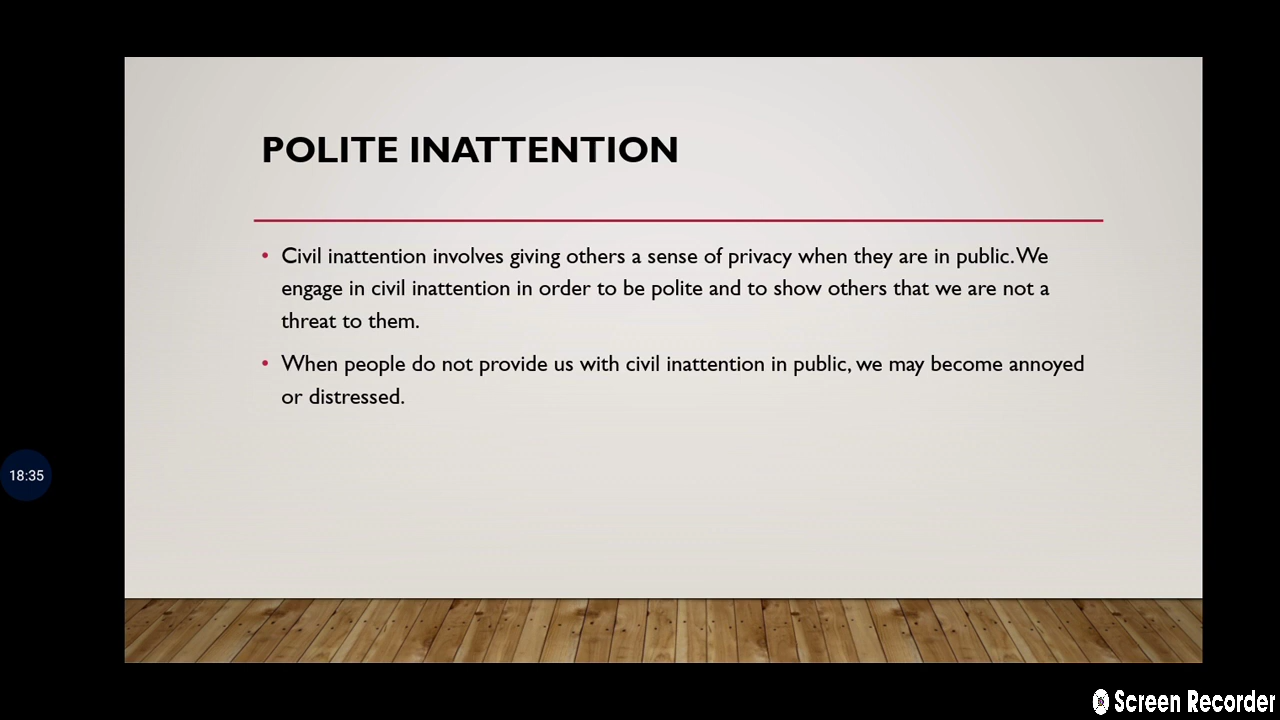 POLITE INATTENTION
• Civil inattention involves giving others a sense of privacy when they are in public. We
engage in civil inattention in order to be polite and to show others that we are not a
threat to them.
• When people do not provide us with civil inattention in public, we may become annoyed
or distressed.
18:35
Screen Recorder